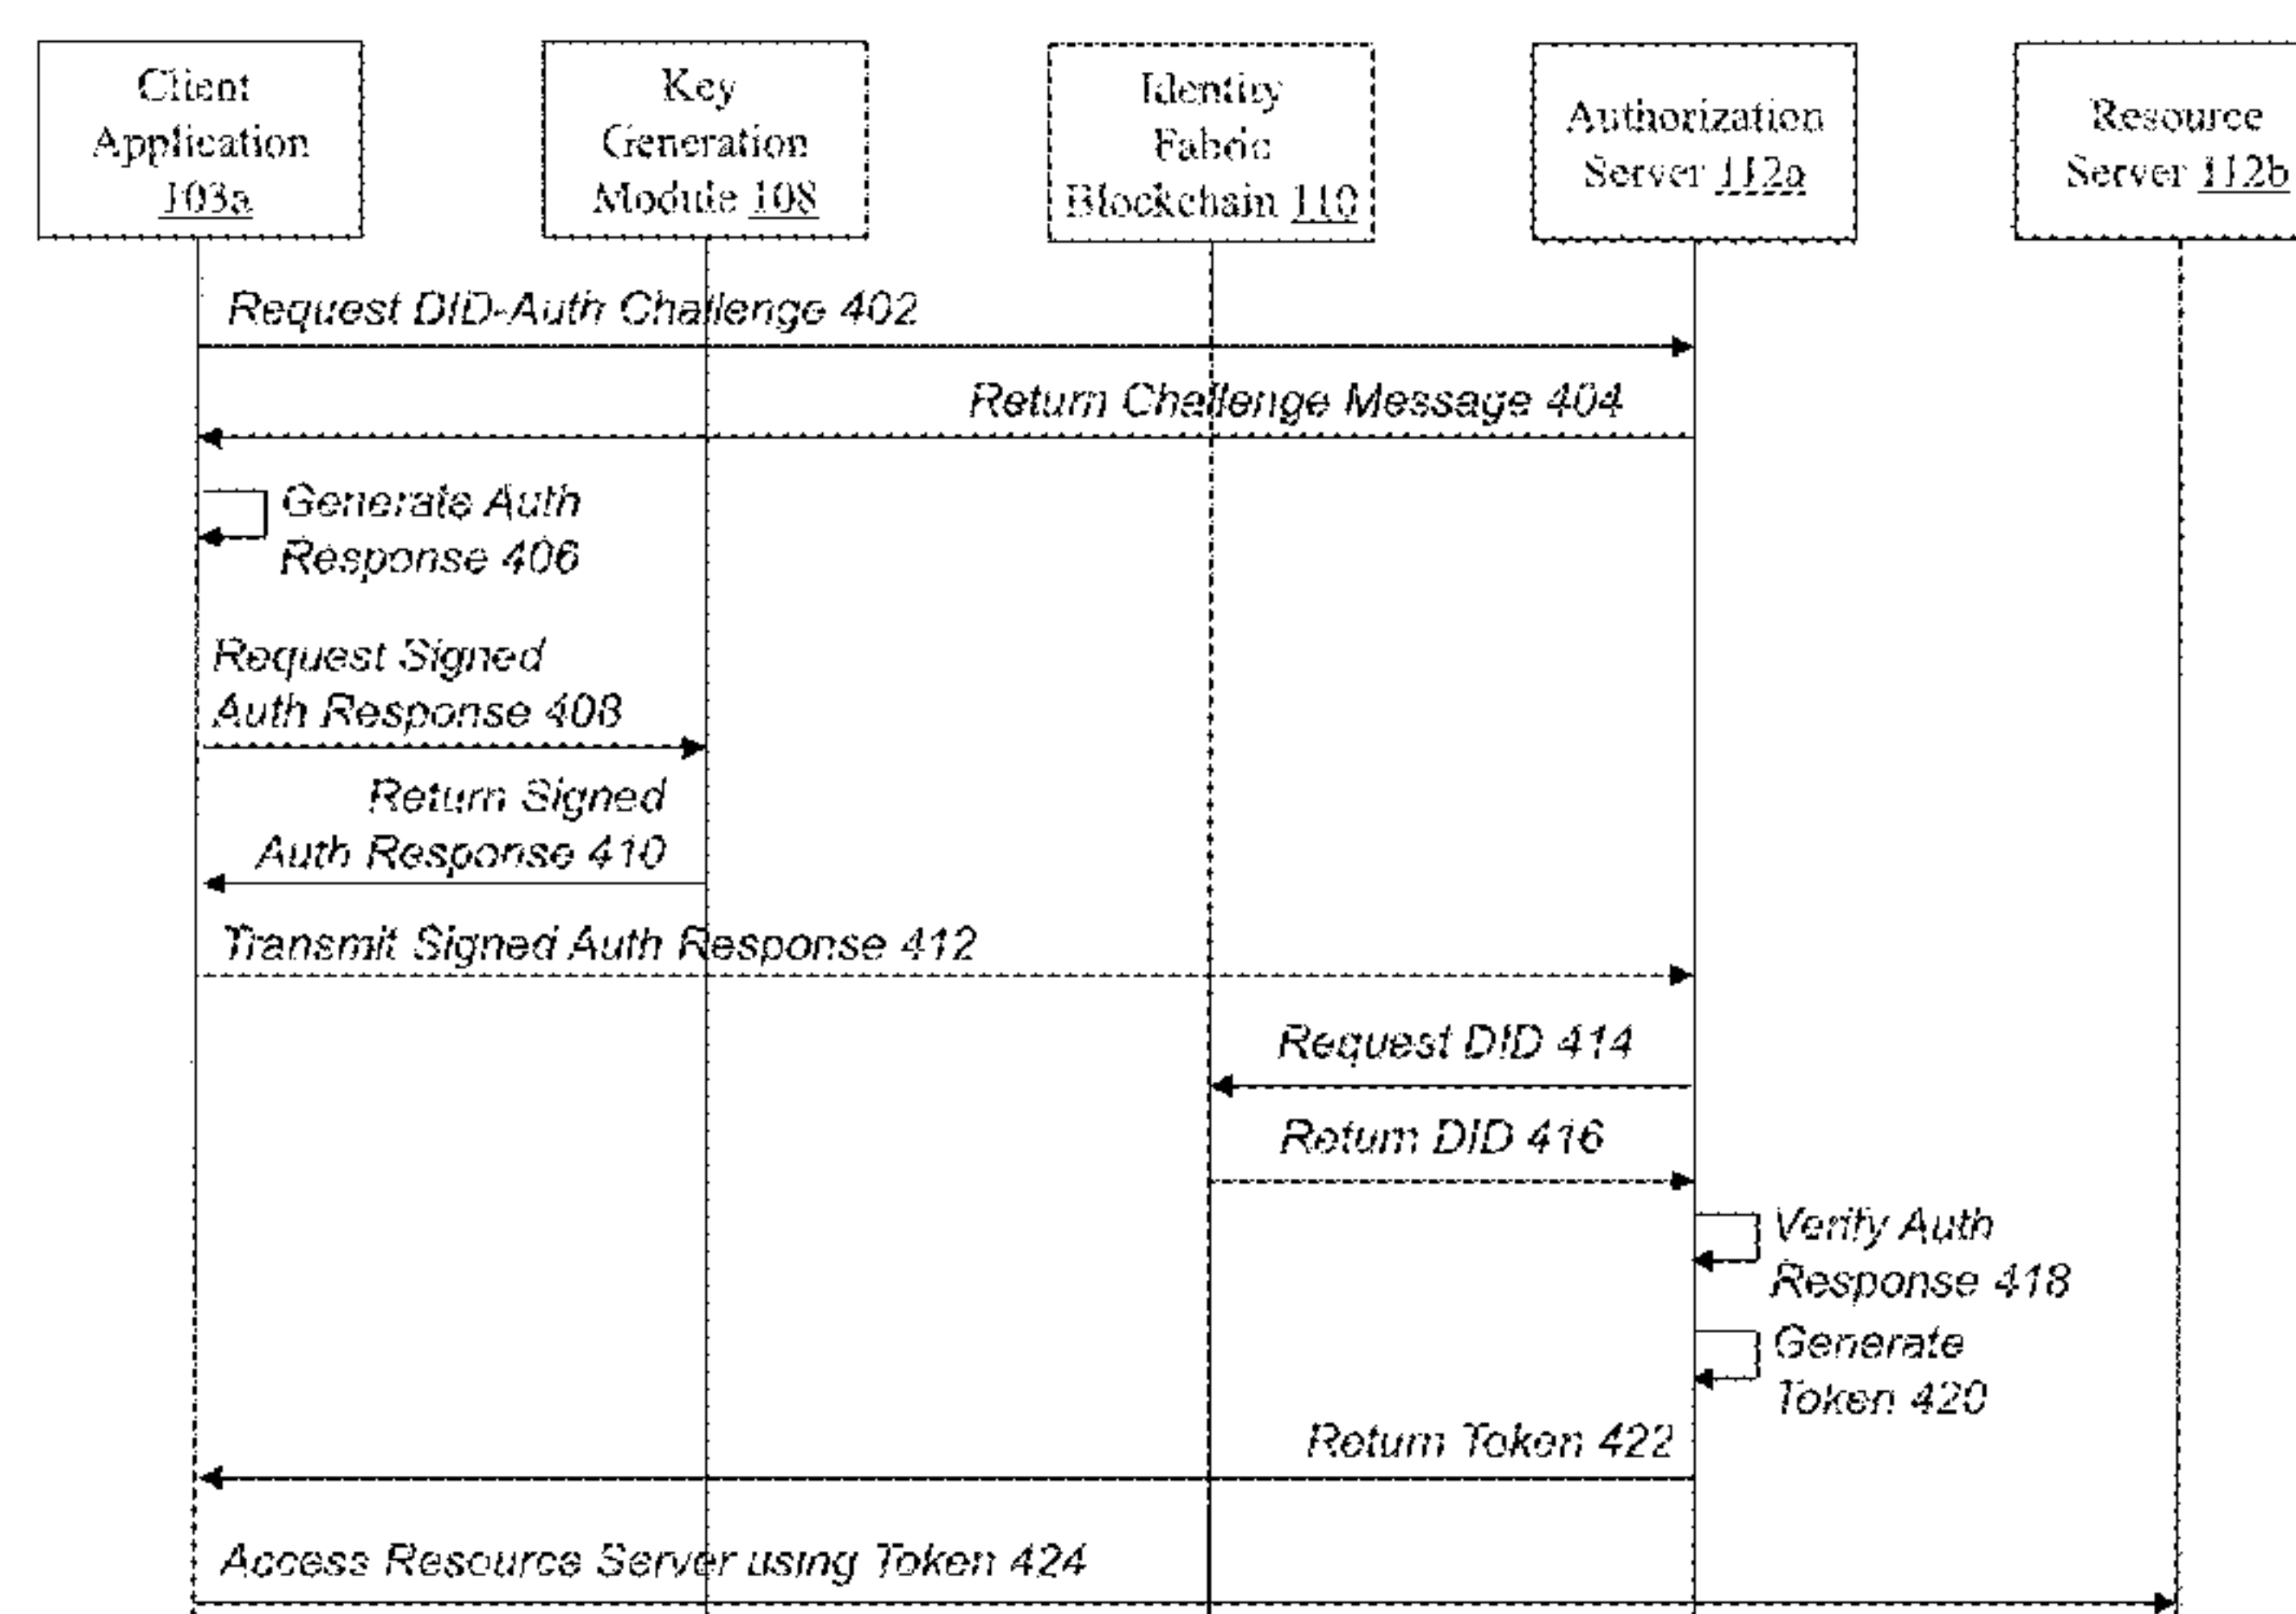 Client
Application
103a
Key
Generation
Module 108
Identity
Fabric
Blockchain 110
Authorization
Server 112a
Resource
Server 112b
Request DID-Auth Challenge 402
Return Challenge Message 404
Generate Auth
Response 406
Request Signed
Auth Response 408
Return Signed
Auth Response 410
Transmit Signed Auth Response 412
Request DID 414
Return DID 416
Verify Auth
Response 418
Generate
Token 420
Return Token 422
Access Resource Server using Token 424